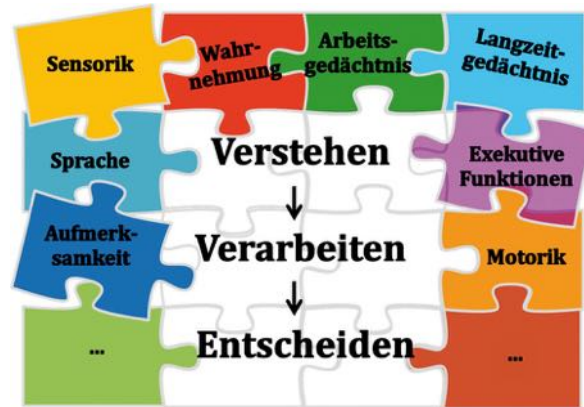 Sensorik
Wahr-
nehmung
Arbeits-
gedächtnis
Langzeit-
gedächtnis
Sprache
Verstehen
Exekutive
Funktionen
Aufmerk-
samkeit
Verarbeiten
Motorik
...
Entscheiden
...